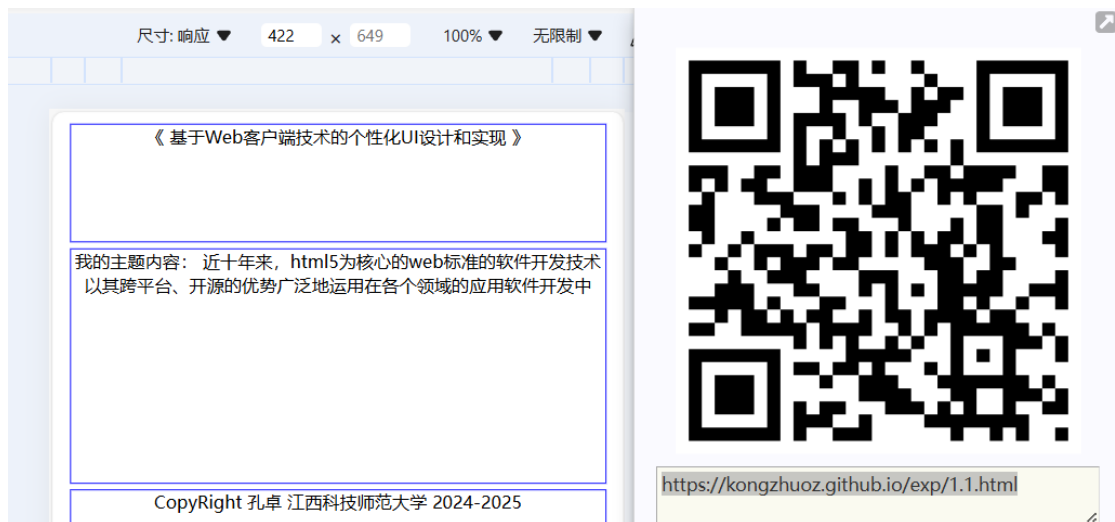 尺寸: 响应 ▼ 422 × 649 100% ▼ 无限制 ▼
《 基于Web客户端技术的个性化UI设计和实现 》
我的主题内容： 近十年来，html5为核心的web标准的软件开发技术
以其跨平台、开源的优势广泛地运用在各个领域的应用软件开发中
CopyRight 孔卓 江西科技师范大学 2024-2025
https://kongzhuoz.github.io/exp/1.1.html